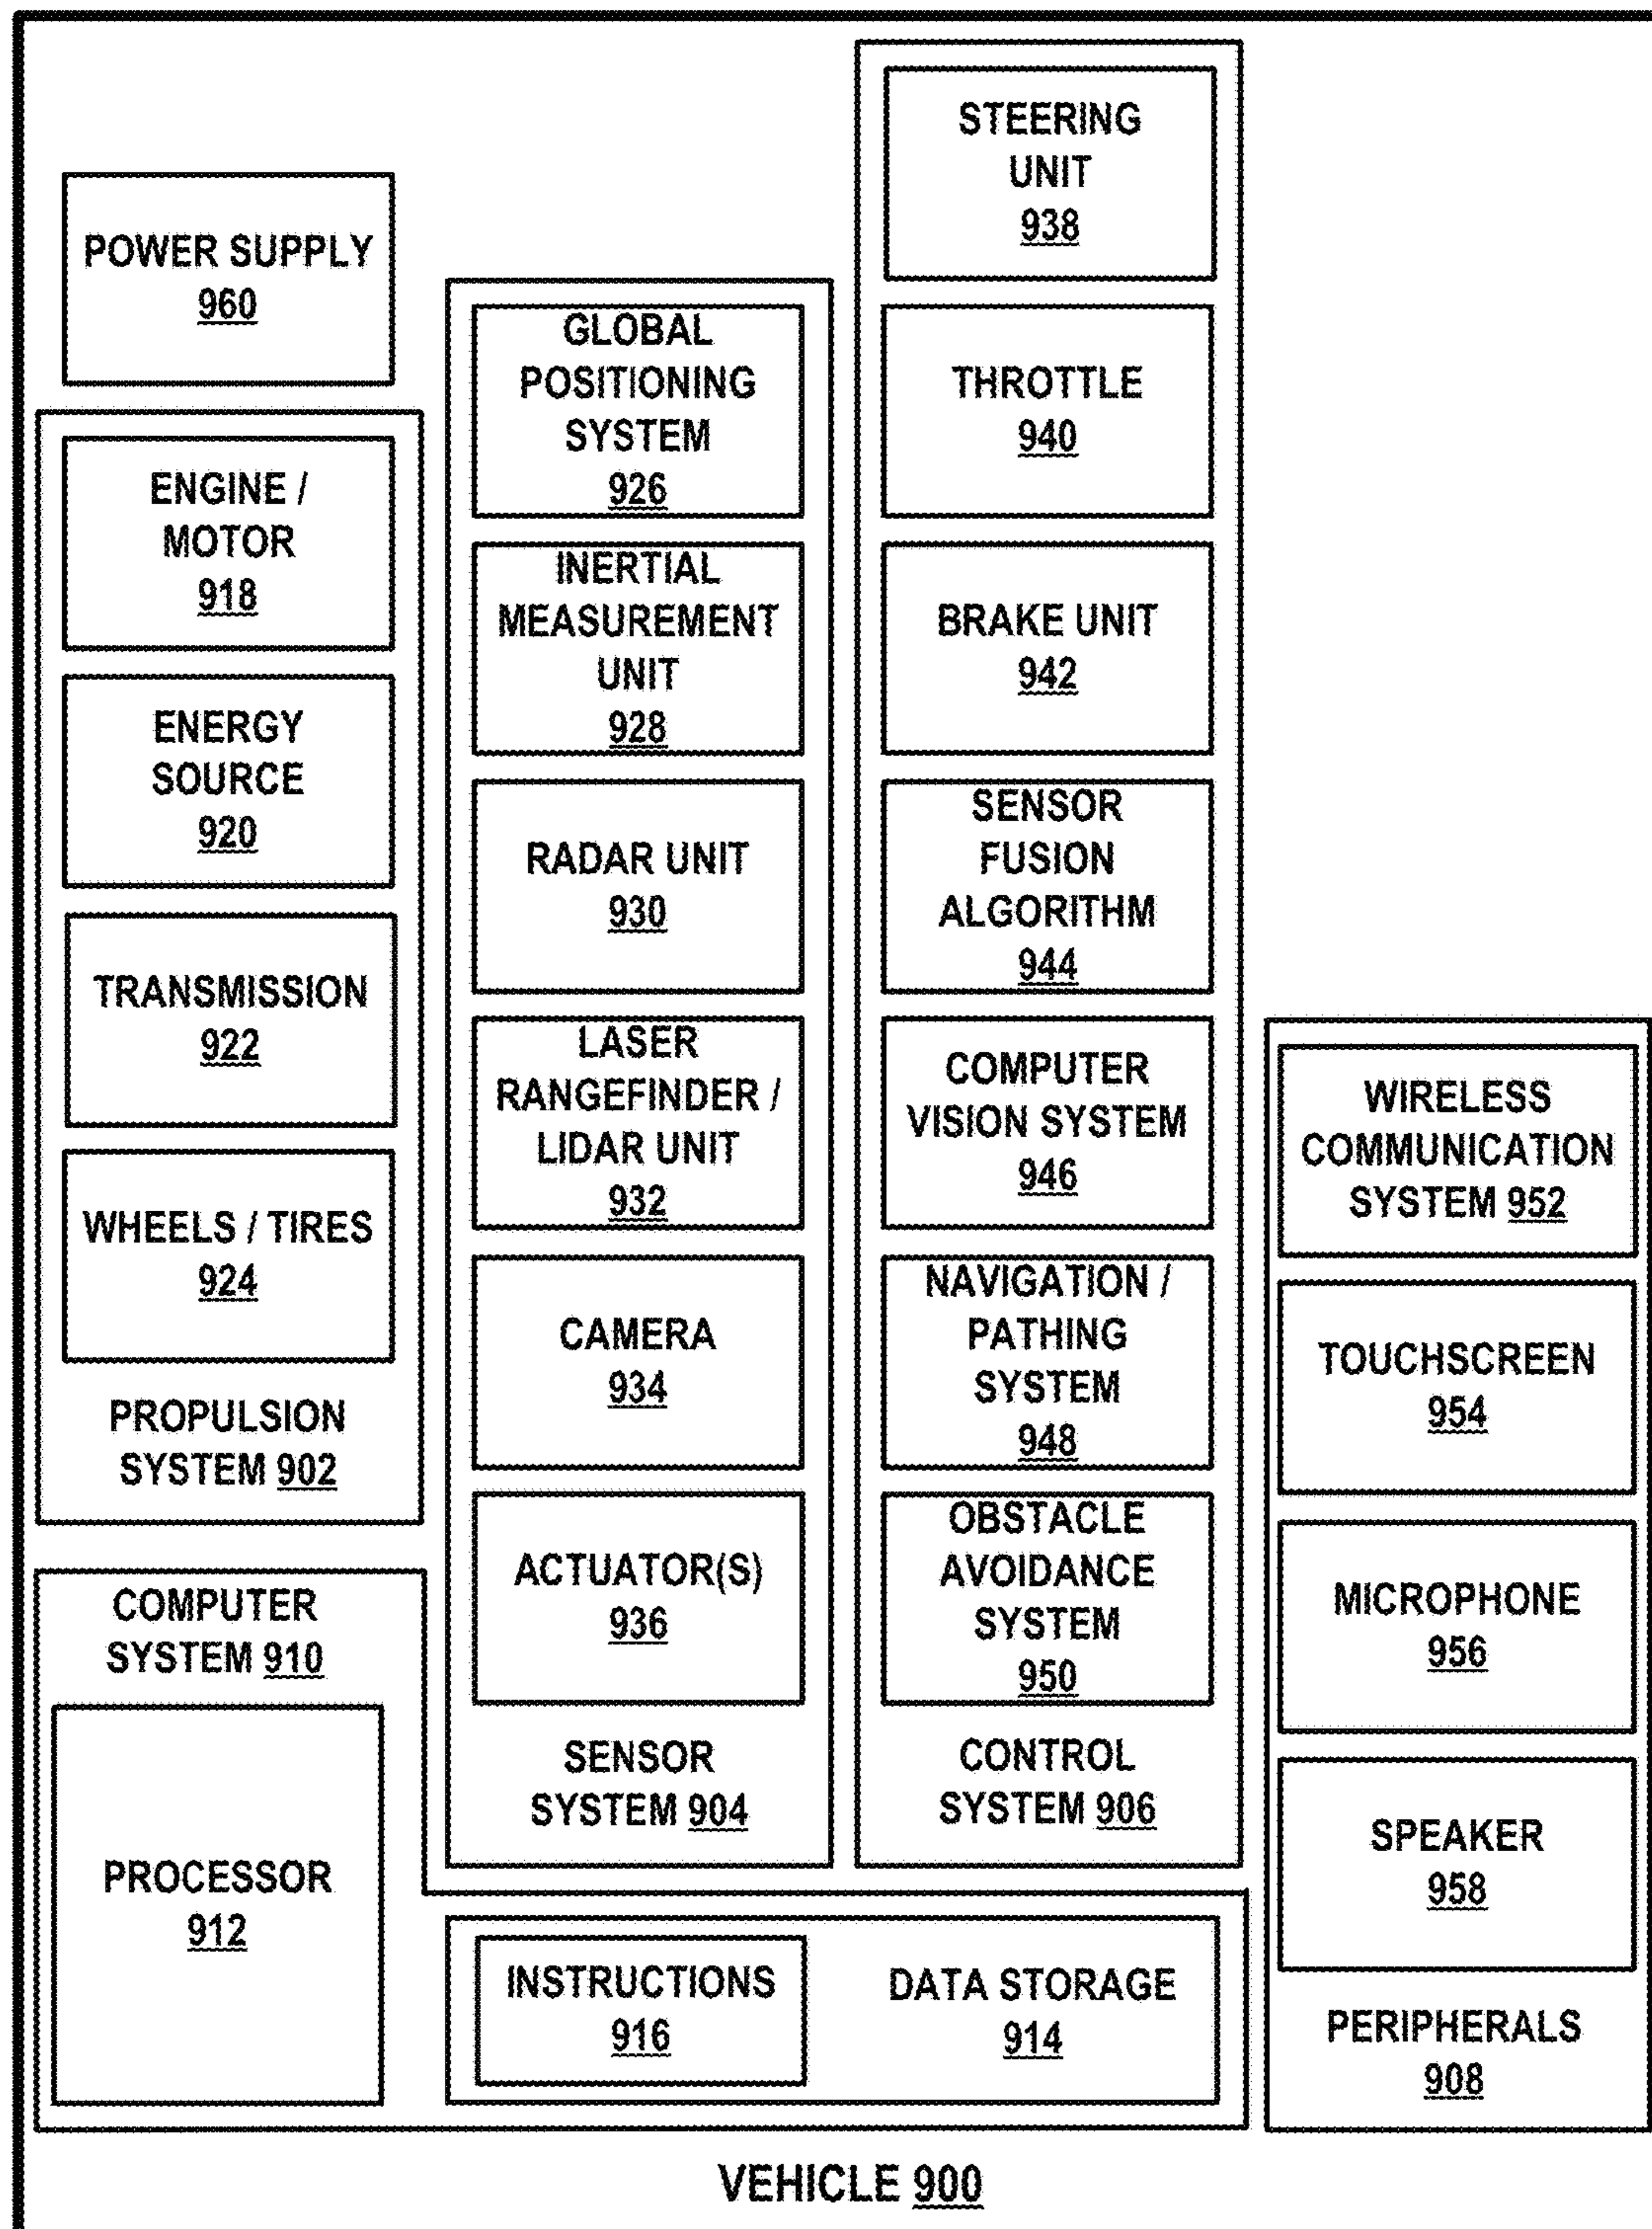 POWER SUPPLY
960
ENGINE /
MOTOR
918
ENERGY
SOURCE
920
TRANSMISSION
922
WHEELS / TIRES
924
PROPULSION
SYSTEM 902
COMPUTER
SYSTEM 910
PROCESSOR
912
GLOBAL
POSITIONING
SYSTEM
926
INERTIAL
MEASUREMENT
UNIT
928
RADAR UNIT
930
LASER
RANGEFINDER /
LIDAR UNIT
932
CAMERA
934
ACTUATOR(S)
936
SENSOR
SYSTEM 904
STEERING
UNIT
938
THROTTLE
940
BRAKE UNIT
942
SENSOR
FUSION
ALGORITHM
944
COMPUTER
VISION SYSTEM
946
NAVIGATION /
PATHING
SYSTEM
948
OBSTACLE
AVOIDANCE
SYSTEM
950
CONTROL
SYSTEM 906
INSTRUCTIONS
916
DATA STORAGE
914
WIRELESS
COMMUNICATION
SYSTEM 952
TOUCHSCREEN
954
MICROPHONE
956
SPEAKER
958
PERIPHERALS
908
VEHICLE 900